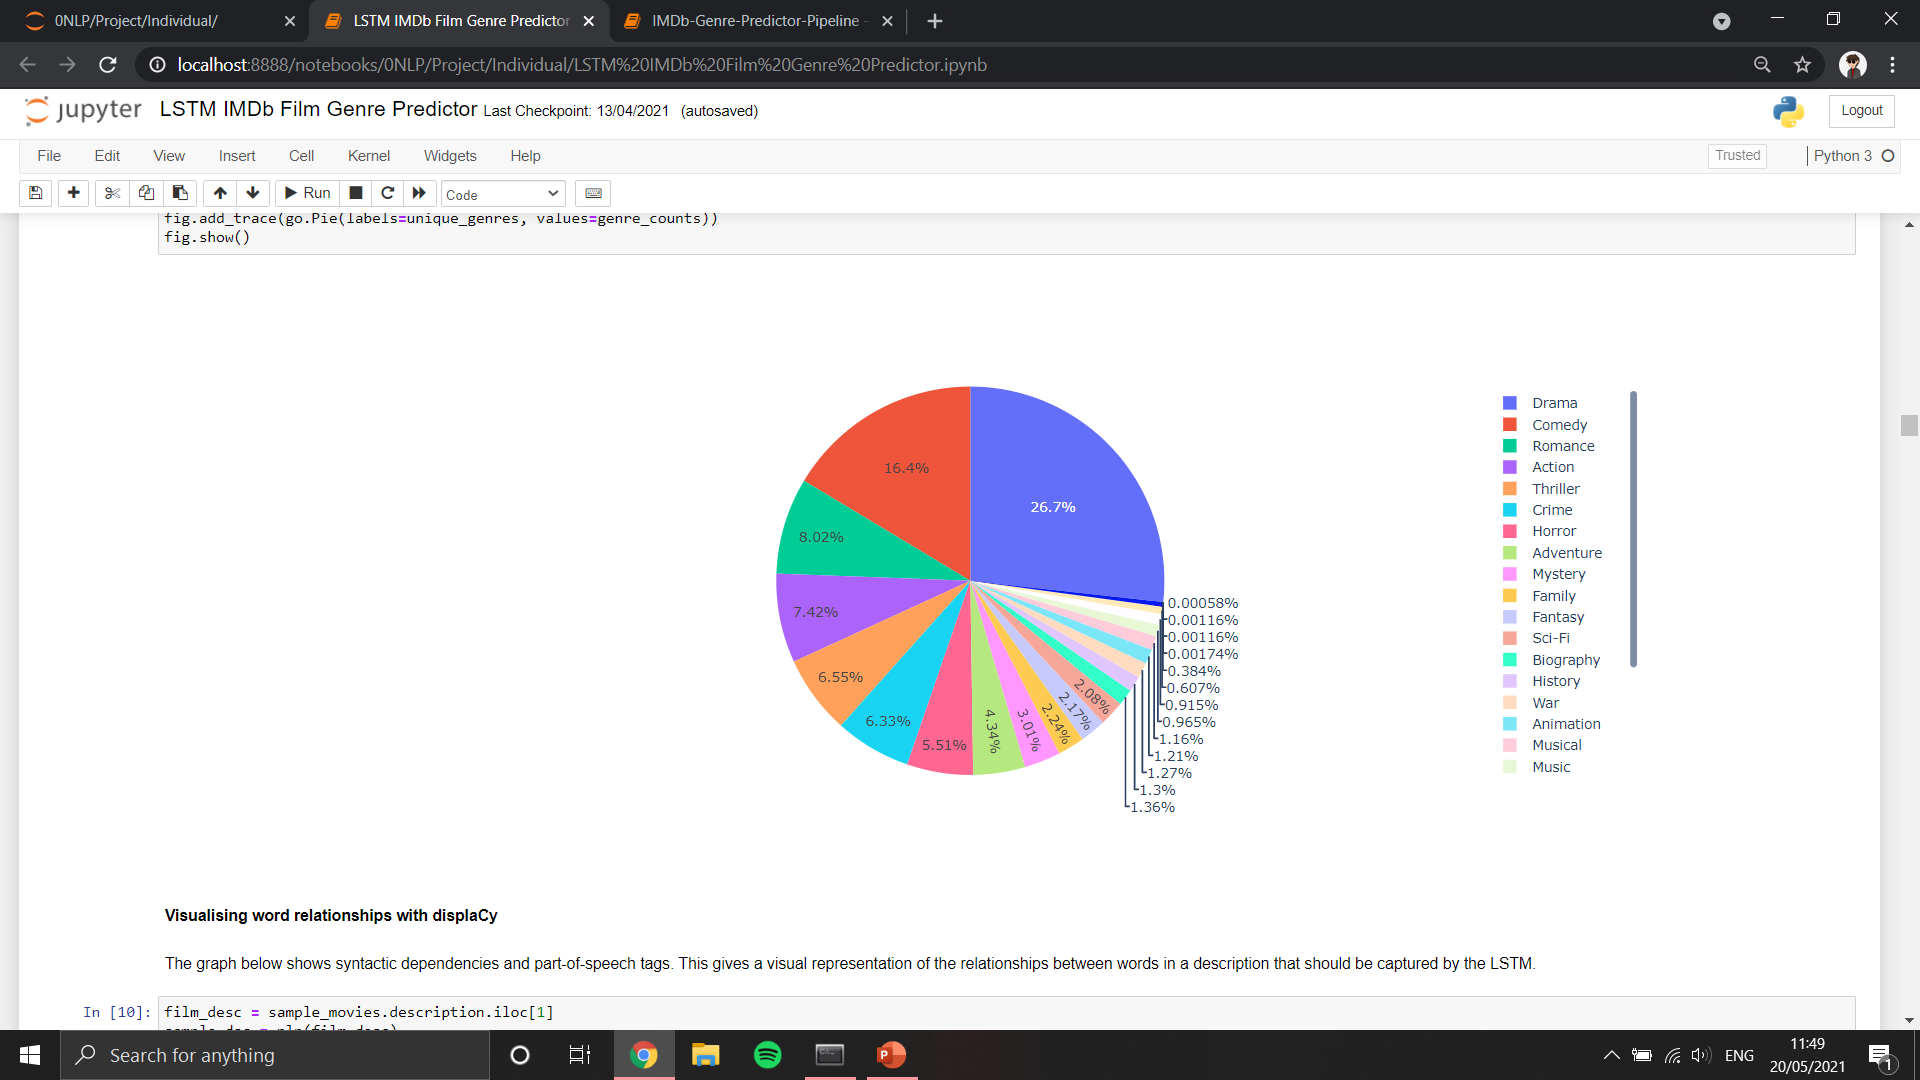 0NLP/Project/Individual/
LSTM IMDb Film Genre Predictor
IMDb-Genre-Predictor-Pipeline -
localhost:8888/notebooks/0NLP/Project/Individual/LSTM%20IMDb%20Film%20Genre%20Predictor.ipynb
jupyter LSTM IMDb Film Genre Predictor Last Checkpoint: 13/04/2021 (autosaved)
Logout
File Edit View Insert Cell Kernel Widgets Help
Trusted
Python 3
Run
Code
fig.add_trace(go.Pie(labels=unique_genres, values=genre_counts))
fig.show()
26.7%
16.4%
8.02%
7.42%
6.55%
6.33%
5.51%
4.34%
3.01%
2.24%
2.17%
2.08%
0.00058%
0.00116%
0.00116%
0.00174%
0.384%
0.607%
0.915%
0.965%
1.16%
1.21%
1.27%
1.3%
1.36%
Drama
Comedy
Romance
Action
Thriller
Crime
Horror
Adventure
Mystery
Family
Fantasy
Sci-Fi
Biography
History
War
Animation
Musical
Music
Visualising word relationships with displaCy
The graph below shows syntactic dependencies and part-of-speech tags. This gives a visual representation of the relationships between words in a description that should be captured by the LSTM.
In [10]: film_desc = sample_movies.description.iloc[1]
Search for anything
ENG
11:49
20/05/2021
1